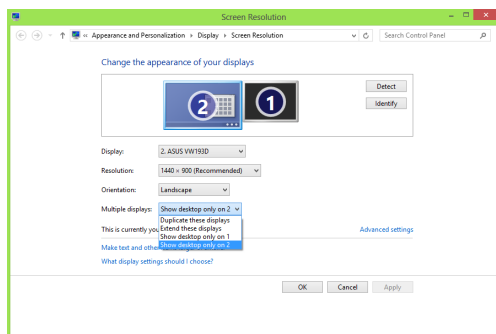 Screen Resolution
« Appearance and Personalization Display Screen Resolution
Search Control Panel
Change the appearance of your displays
2
1
Detect
Identify
Display: 2. ASUS VW193D
Resolution: 1440 × 900 (Recommended)
Orientation: Landscape
Multiple displays: Show desktop only on 2
Duplicate these displays
This is currently you Extend these displays
Advanced settings
Show desktop only on 1
Make text and othe Show desktop only on 2
What display settings should I choose?
OK Cancel Apply